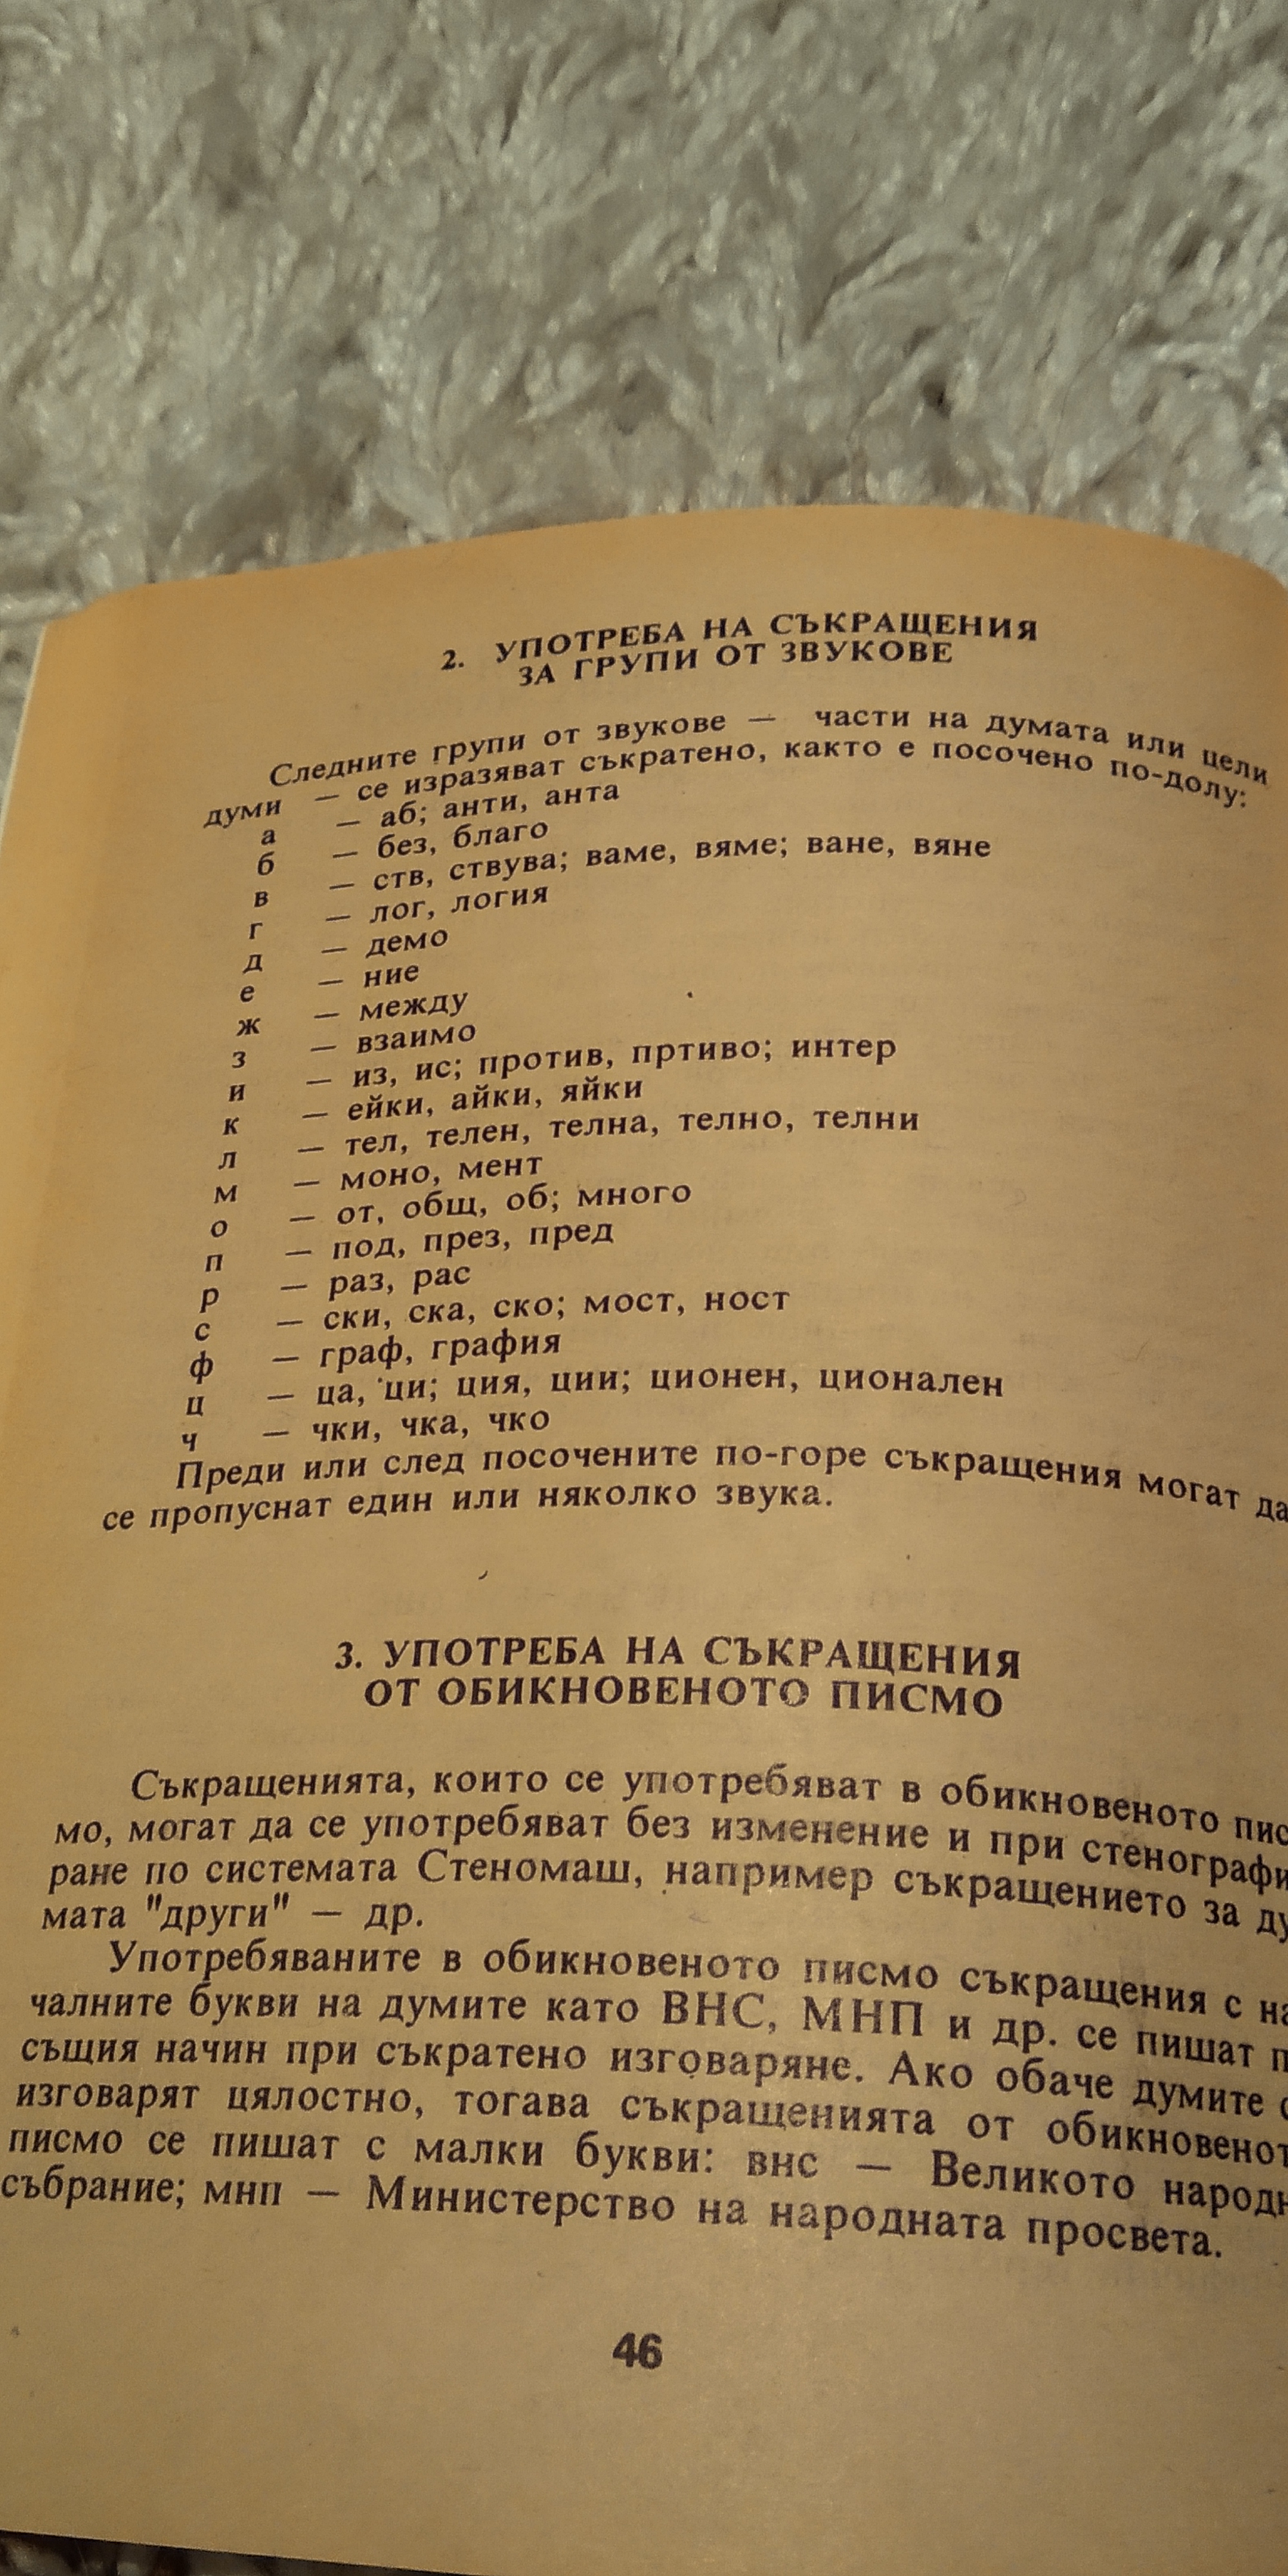 2. УПОТРЕБА НА СЪКРАЩЕНИЯ
ЗА ГРУПИ ОТ ЗВУКОВЕ
Следните групи от звукове — части на думата или цели
думи — се изразяват съкратено, както е посочено по-долу:
а — аб; анти, анта
б — без, благо
в — ств, ствува; ваме, вяме; ване, вяне
г — лог, логия
д — демо
е — ние
ж — между
з — взаимо
и — из, ис; против, пртиво; интер
к — ейки, айки, яйки
л — тел, телен, телна, телно, телни
м — моно, мент
о — от, общ, об; много
п — под, през, пред
р — раз, рас
с — ски, ска, ско; мост, ност
ф — граф, графия
ц — ца, ци; ция, ции; ционен, ционален
ч — чки, чка, чко
Преди или след посочените по-горе съкращения могат да
се пропуснат един или няколко звука.
3. УПОТРЕБА НА СЪКРАЩЕНИЯ
ОТ ОБИКНОВЕНОТО ПИСМО
Съкращенията, които се употребяват в обикновеното пис
мо, могат да се употребяват без изменение и при стенографи
ране по системата Стеномаш, например съкращението за ду
мата "други" — др.
Употребяваните в обикновеното писмо съкращения с на
чалните букви на думите като ВНС, МНП и др. се пишат п
същия начин при съкратено изговаряне. Ако обаче думите с
изговарят цялостно, тогава съкращенията от обикновенот
писмо се пишат с малки букви: внс — Великото народн
събрание; мнп — Министерство на народната просвета.
46